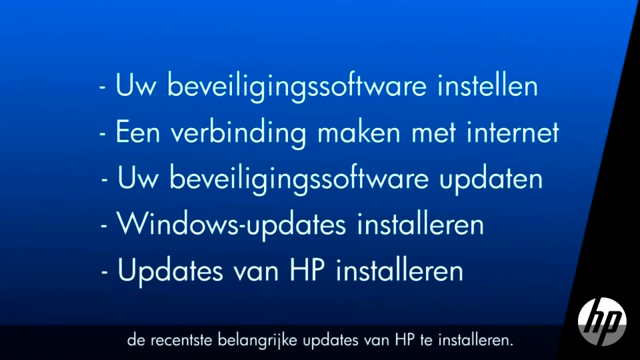 - Uw beveiligingssoftware instellen
- Een verbinding maken met internet
- Uw beveiligingssoftware updaten
- Windows-updates installeren
- Updates van HP installeren
hp
de recentste belangrijke updates van HP te installeren.